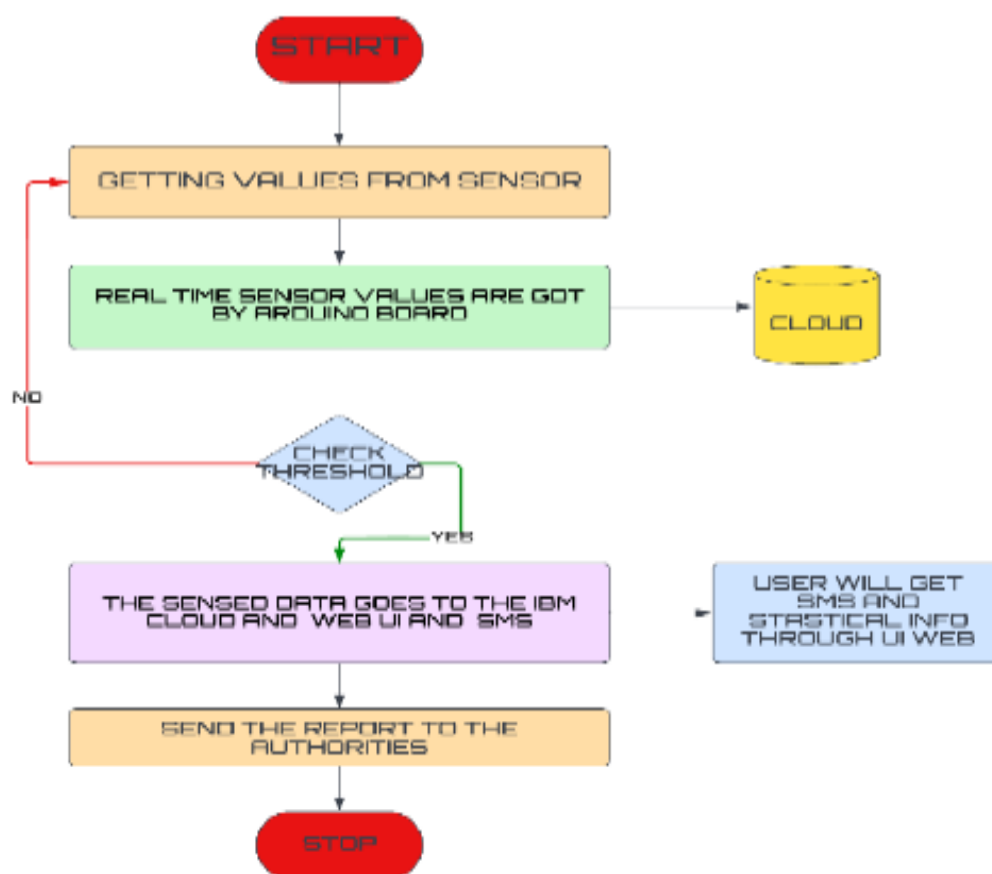 START
GETTING VALUES FROM SENSOR
REAL TIME SENSOR VALUES ARE GOT
BY ARDUINO BOARD
CLOUD
NO
CHECK
THRESHOLD
YES
THE SENSED DATA GOES TO THE IBM
CLOUD AND WEB UI AND SMS
USER WILL GET
SMS AND
STASTICAL INFO
THROUGH UI WEB
SEND THE REPORT TO THE
AUTHORITIES
STOP